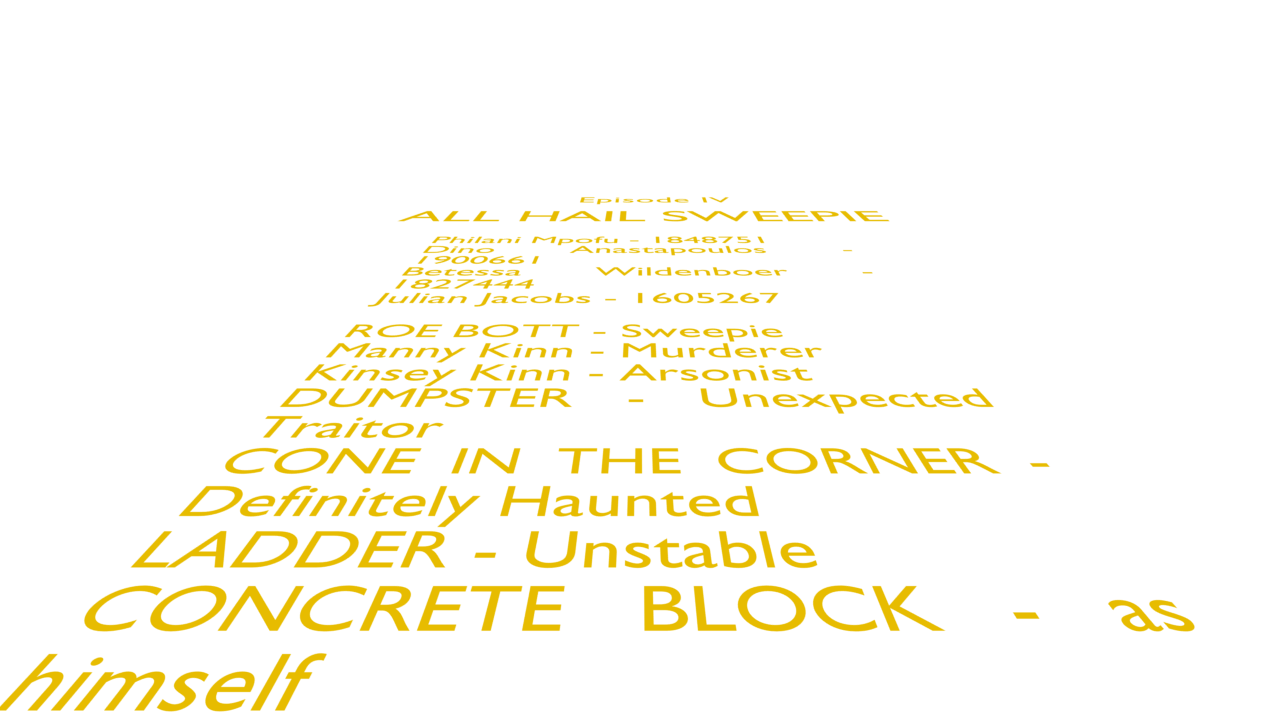 Episode IV
ALL HAIL SWEEPIE
Philani Mpofu - 1848751
Dino Anastapoulos -
1900661
Betessa Wildenboer -
1827444
Julian Jacobs - 1605267
ROE BOTT - Sweepie
Manny Kinn - Murderer
Kinsey Kinn - Arsonist
DUMPSTER - Unexpected
Traitor
CONE IN THE CORNER -
Definitely Haunted
LADDER - Unstable
CONCRETE BLOCK - as
himself